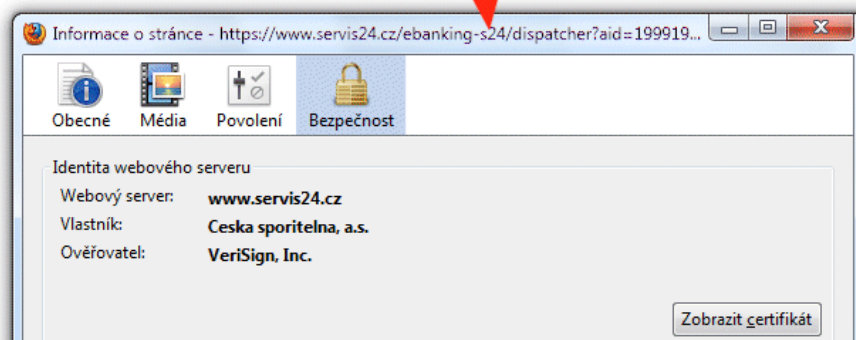 Informace o stránce - https://www.servis24.cz/ebanking-s24/dispatcher?aid=199919...
Obecné Média Povolení Bezpečnost
Identita webového serveru
Webový server: www.servis24.cz
Vlastník: Ceska sporitelna, a.s.
Ověřovatel: VeriSign, Inc.
Zobrazit certifikát